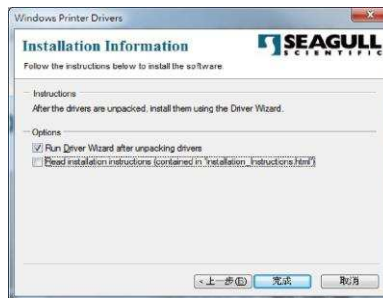 Windows Printer Drivers
Installation Information
SEAGULL
SCIENTIFIC
Follow the instructions below to install the software.
Instructions
After the drivers are unpacked, install them using the Driver Wizard.
Options
Run Driver Wizard after unpacking drivers
Read installation instructions (contained in "Installation_Instructions.html")
<上一步(B) 完成 取消